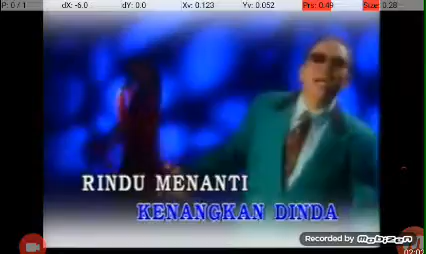 P: 0 / 1 dX: -6.0 dY: 0.0 Xv: 0.123 Yv: 0.052 Prs: 0.49 Size: 0.28
RINDU MENANTI
KENANGKAN DINDA
Recorded by Mobizen